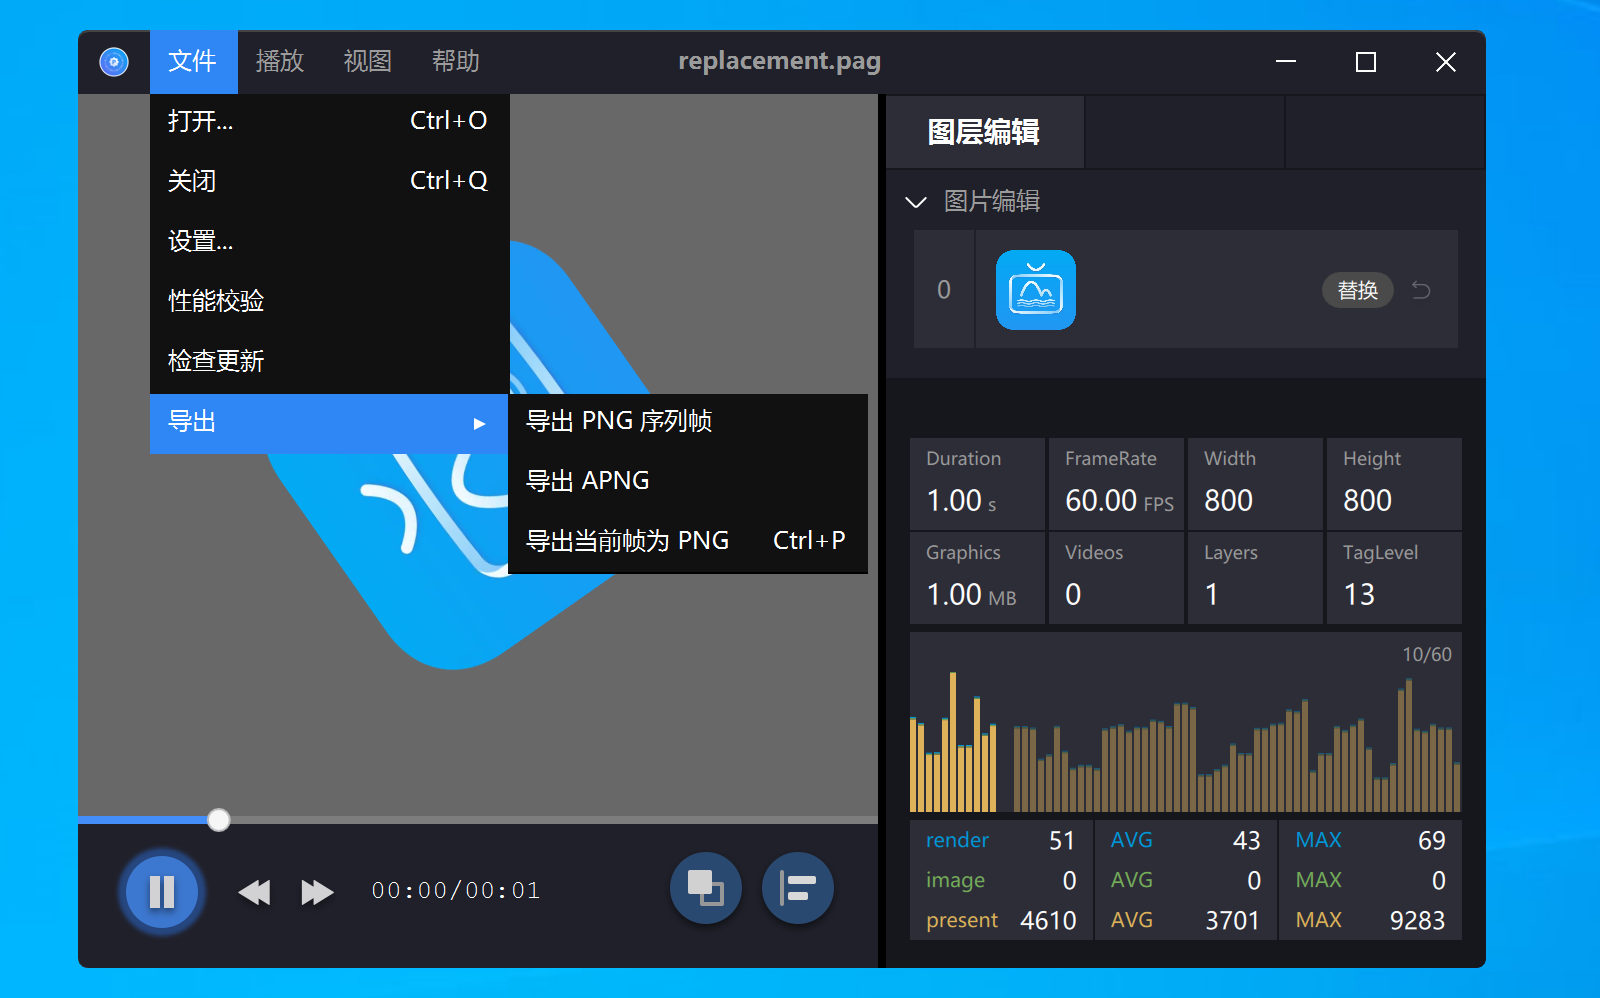 文件 播放 视图 帮助 replacement.pag
打开... Ctrl+O
关闭 Ctrl+Q
设置...
性能校验
检查更新
导出
导出 PNG 序列帧
导出 APNG
导出当前帧为 PNG Ctrl+P
00:00/00:01
图层编辑
图片编辑
0 替换
Duration FrameRate Width Height
1.00 s 60.00 FPS 800 800
Graphics Videos Layers TagLevel
1.00 MB 0 1 13
10/60
render 51 AVG 43 MAX 69
image 0 AVG 0 MAX 0
present 4610 AVG 3701 MAX 9283